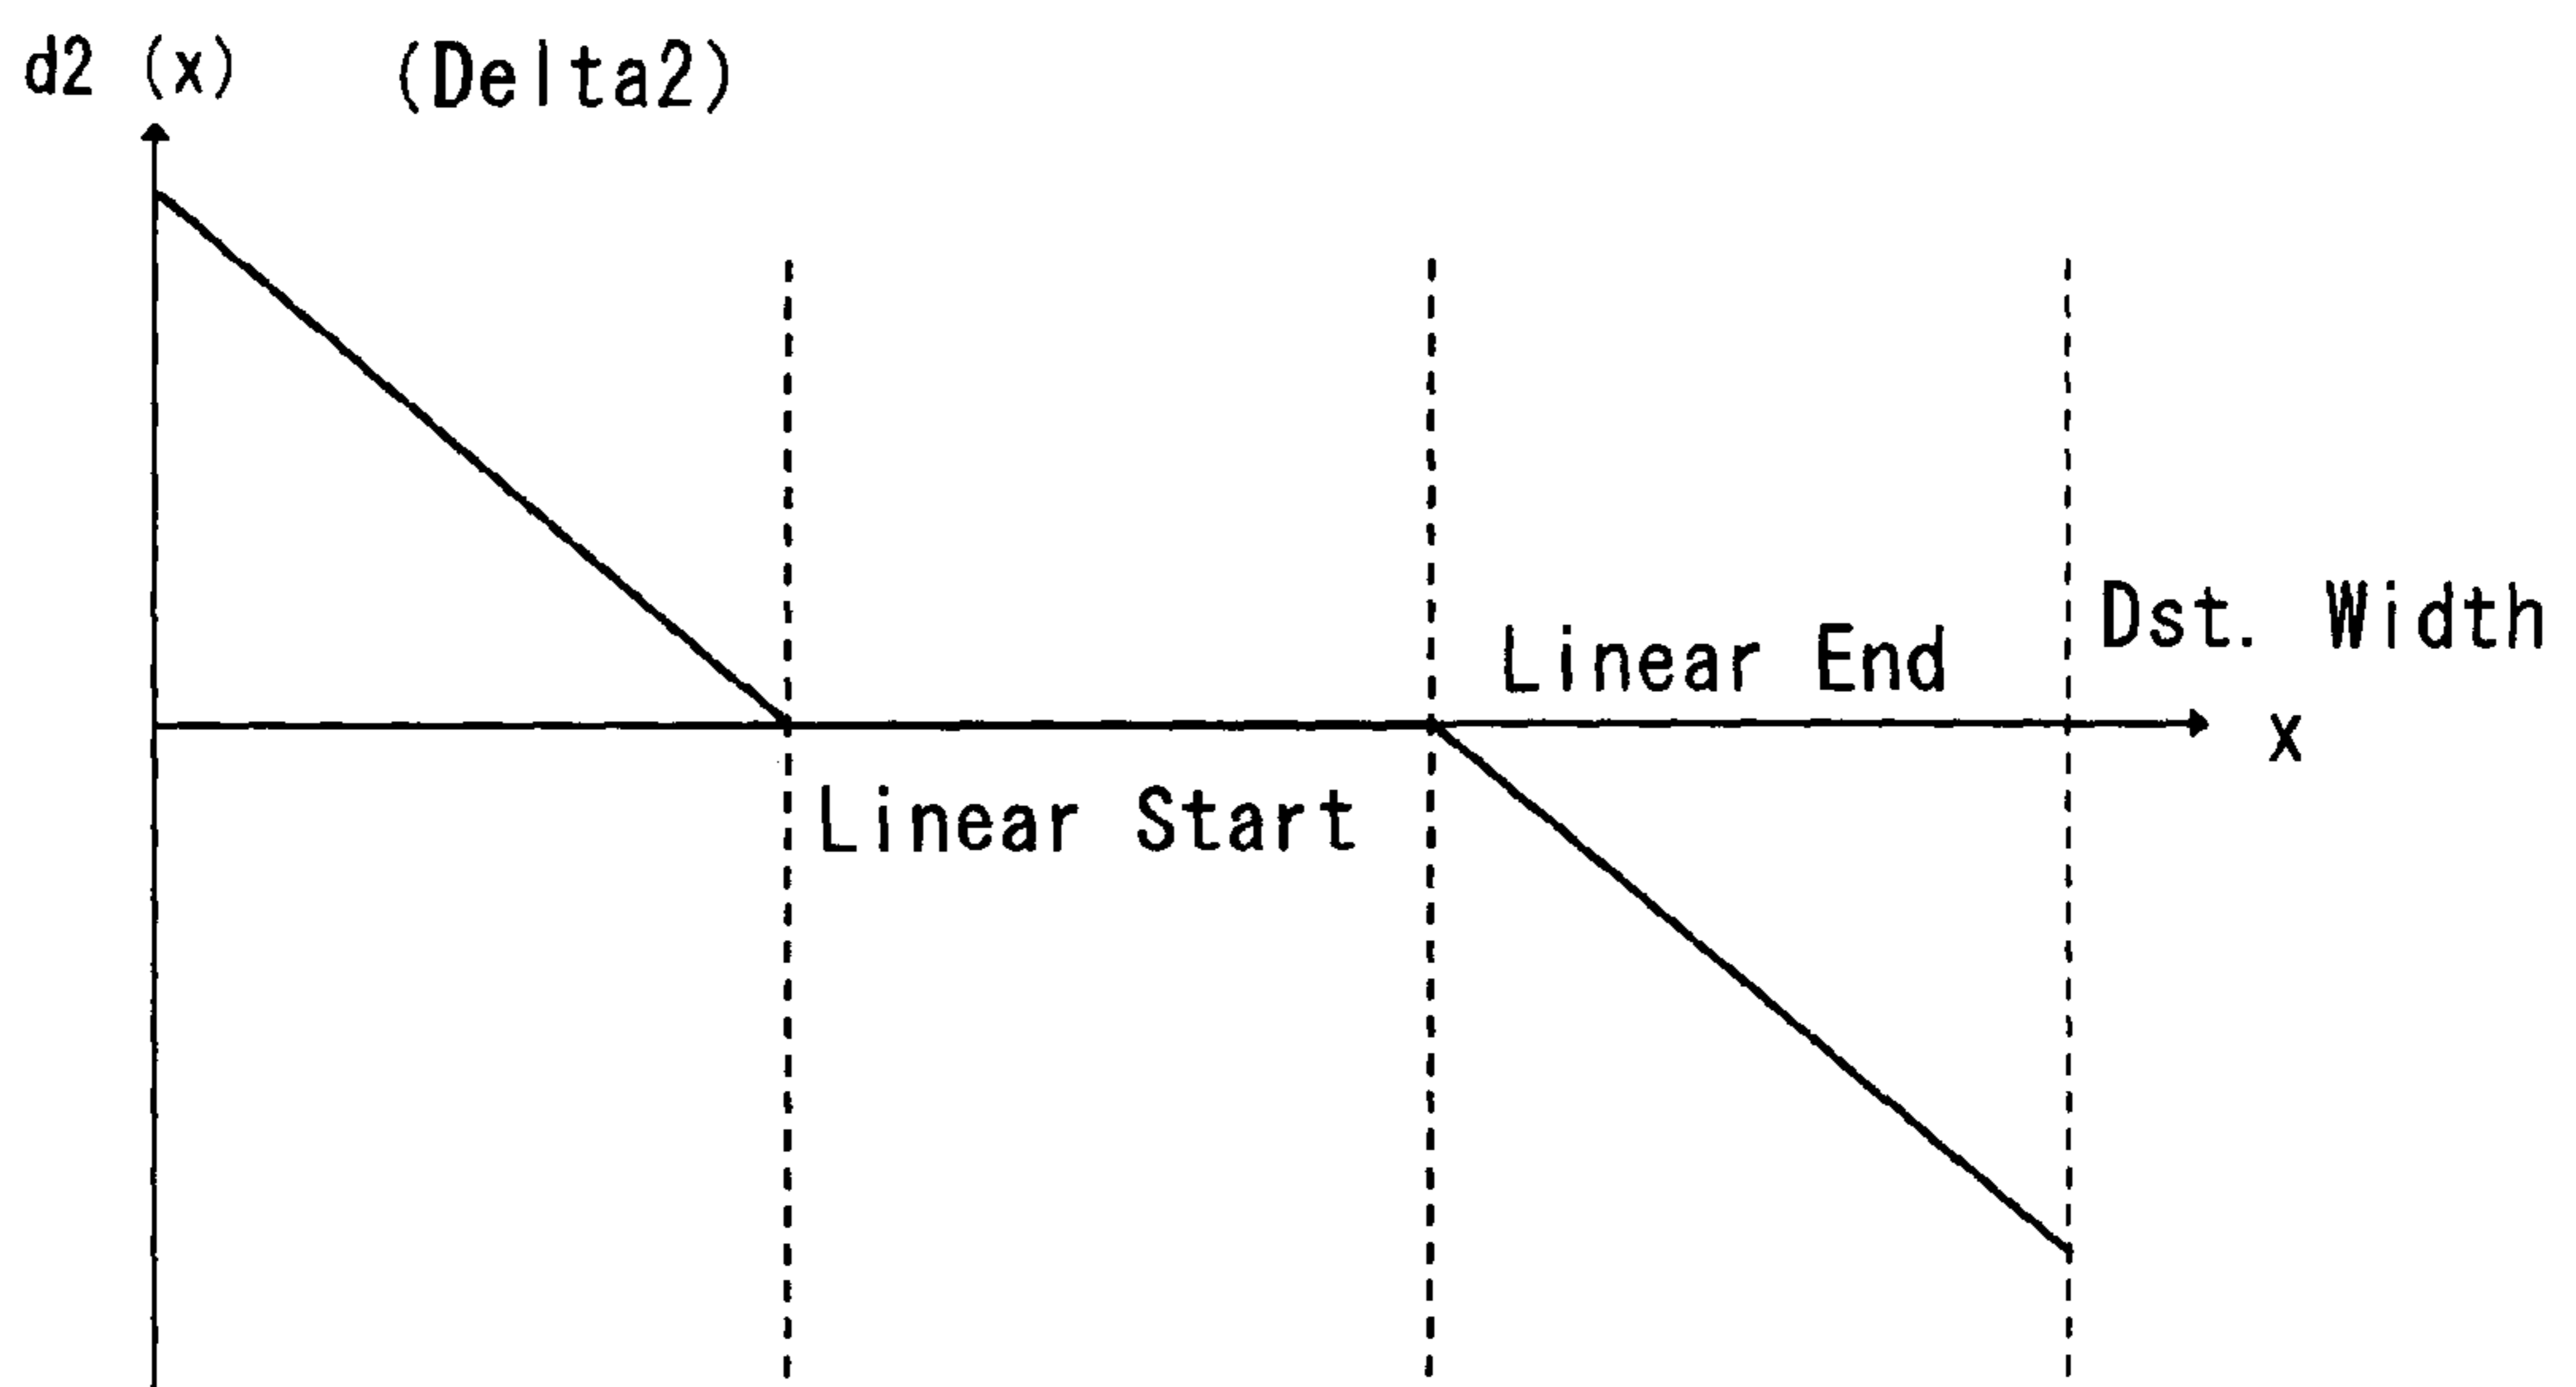 d2 (x) (Delta2)
Dst. Width
Linear End
x
Linear Start